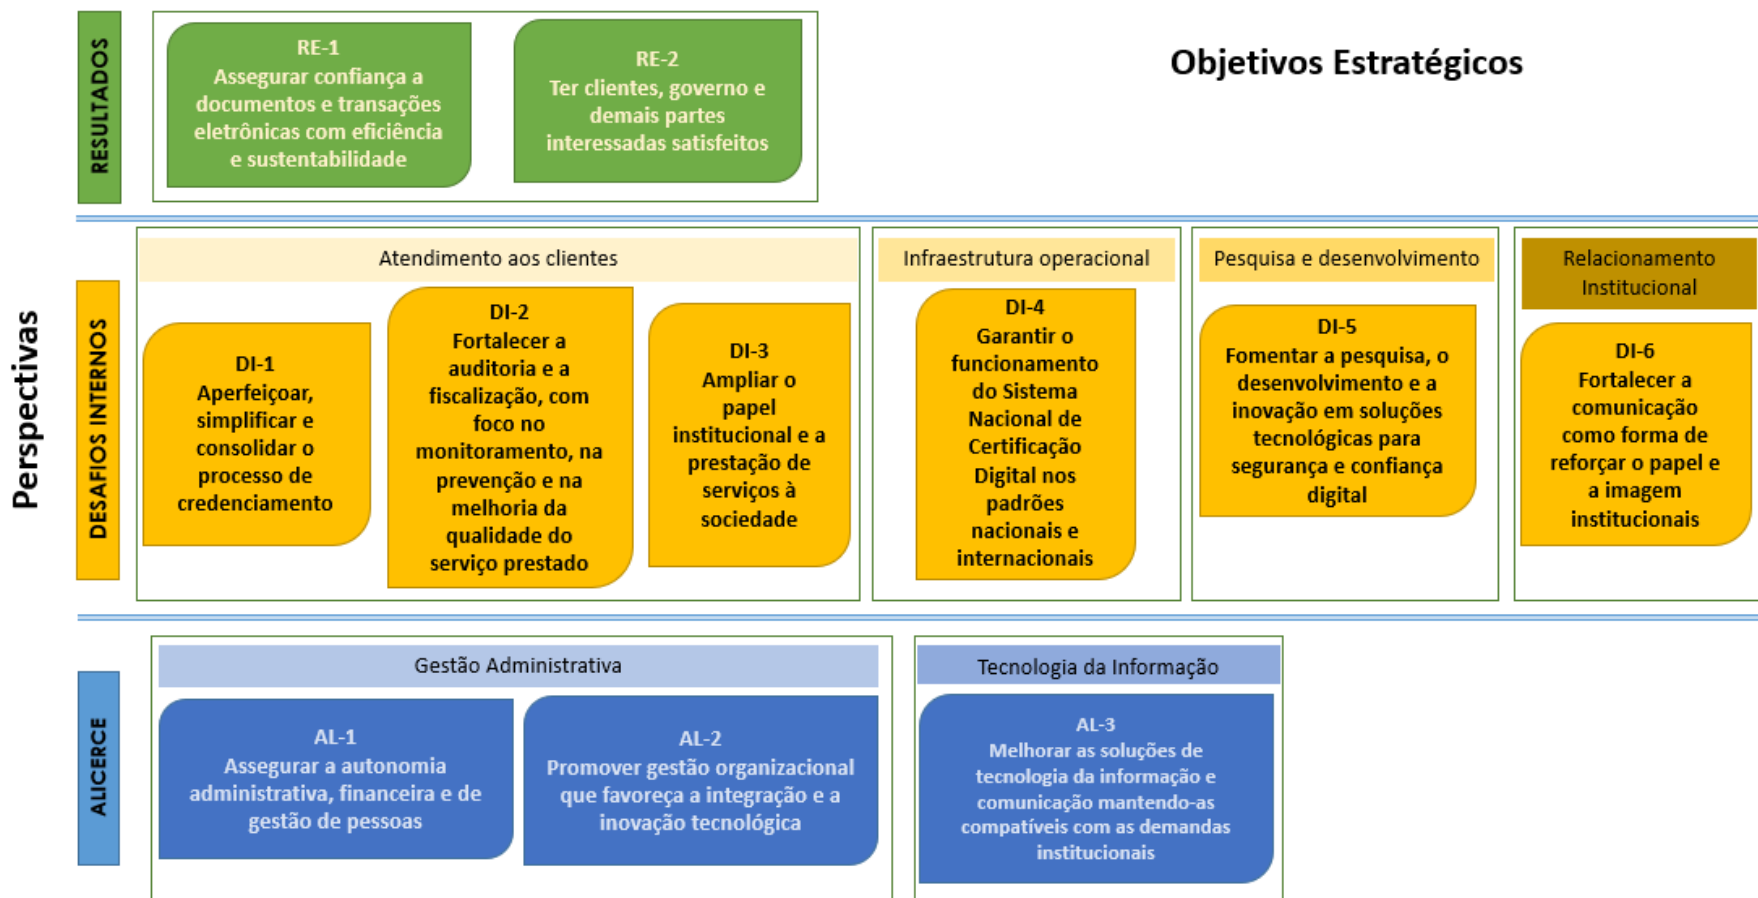 Objetivos Estratégicos
Perspectivas
RESULTADOS
RE-1
Assegurar confiança a
documentos e transações
eletrônicas com eficiência
e sustentabilidade
RE-2
Ter clientes, governo e
demais partes
interessadas satisfeitos
DESAFIOS INTERNOS
Atendimento aos clientes
DI-1
Aperfeiçoar,
simplificar e
consolidar o
processo de
credenciamento
DI-2
Fortalecer a
auditoria e a
fiscalização, com
foco no
monitoramento, na
prevenção e na
melhoria da
qualidade do
serviço prestado
DI-3
Ampliar o
papel
institucional e a
prestação de
serviços à
sociedade
Infraestrutura operacional
DI-4
Garantir o
funcionamento
do Sistema
Nacional de
Certificação
Digital nos
padrões
nacionais e
internacionais
Pesquisa e desenvolvimento
DI-5
Fomentar a pesquisa, o
desenvolvimento e a
inovação em soluções
tecnológicas para
segurança e confiança
digital
Relacionamento
Institucional
DI-6
Fortalecer a
comunicação
como forma de
reforçar o papel e
a imagem
institucionais
ALICERCE
Gestão Administrativa
AL-1
Assegurar a autonomia
administrativa, financeira e de
gestão de pessoas
AL-2
Promover gestão organizacional
que favoreça a integração e a
inovação tecnológica
Tecnologia da Informação
AL-3
Melhorar as soluções de
tecnologia da informação e
comunicação mantendo-as
compatíveis com as demandas
institucionais